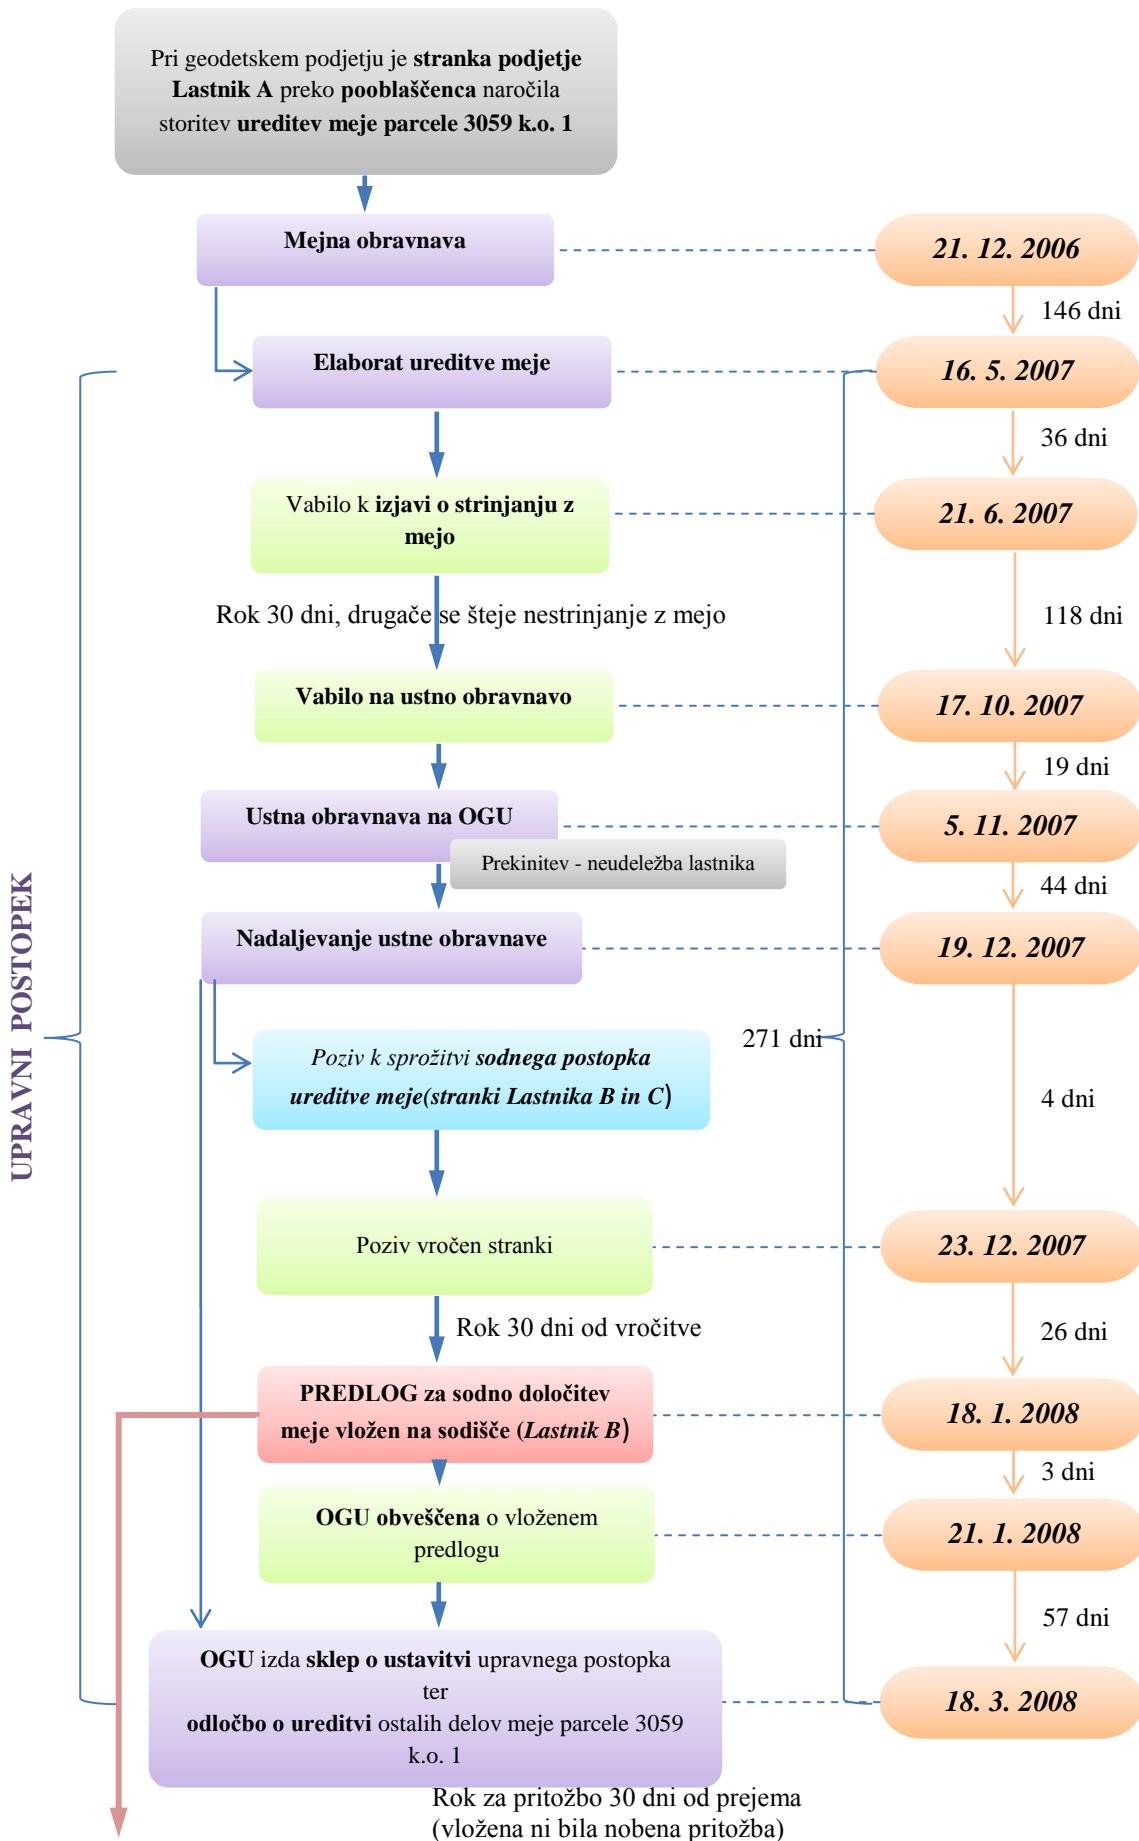 Pri geodetskem podjetju je stranka podjetje
Lastnik A preko pooblaščenca naročila
storitev ureditev meje parcele 3059 k.o. 1
Mejna obravnava
21. 12. 2006
146 dni
Elaborat ureditve meje
16. 5. 2007
36 dni
Vabilo k izjavi o strinjanju z
mejo
21. 6. 2007
Rok 30 dni, drugače se šteje nestrinjanje z mejo
118 dni
Vabilo na ustno obravnavo
17. 10. 2007
19 dni
Ustna obravnava na OGU
5. 11. 2007
Prekinitev - neudeležba lastnika
44 dni
Nadaljevanje ustne obravnave
19. 12. 2007
UPRAVNI POSTOPEK
271 dni
Poziv k sprožitvi sodnega postopka
ureditve meje(stranki Lastnika B in C)
4 dni
Poziv vročen stranki
23. 12. 2007
Rok 30 dni od vročitve
26 dni
PREDLOG za sodno določitev
meje vložen na sodišče (Lastnik B)
18. 1. 2008
3 dni
OGU obveščena o vloženem
predlogu
21. 1. 2008
57 dni
OGU izda sklep o ustavitvi upravnega postopka
ter
odločbo o ureditvi ostalih delov meje parcele 3059
k.o. 1
18. 3. 2008
Rok za pritožbo 30 dni od prejema
(vložena ni bila nobena pritožba)